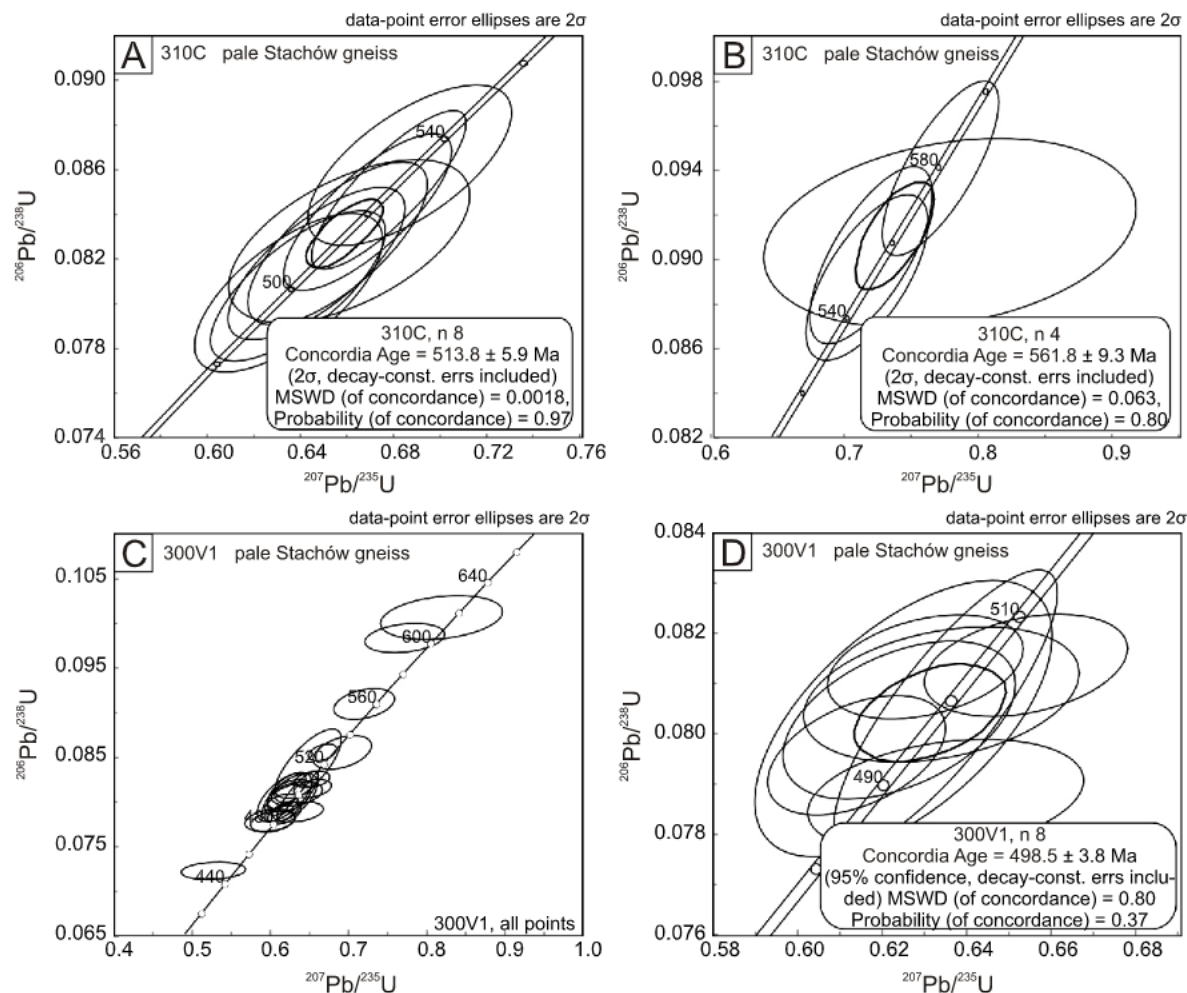 data-point error ellipses are 2σ
A 310C pale Stachów gneiss
0.090
0.086
0.082
0.078
0.074
206Pb/238U
540
500
310C, n 8
Concordia Age = 513.8 ± 5.9 Ma
(2σ, decay-const. errs included)
MSWD (of concordance) = 0.0018,
Probability (of concordance) = 0.97
0.56 0.60 0.64 0.68 0.72 0.76
207Pb/235U
data-point error ellipses are 2σ
B 310C pale Stachów gneiss
0.098
0.094
0.090
0.086
0.082
206Pb/238U
580
540
310C, n 4
Concordia Age = 561.8 ± 9.3 Ma
(2σ, decay-const. errs included)
MSWD (of concordance) = 0.063,
Probability (of concordance) = 0.80
0.6 0.7 0.8 0.9
207Pb/235U
data-point error ellipses are 2σ
C 300V1 pale Stachów gneiss
0.105
0.095
0.085
0.075
0.065
206Pb/238U
640
600
560
520
440
300V1, all points
0.4 0.5 0.6 0.7 0.8 0.9 1.0
207Pb/235U
data-point error ellipses are 2σ
D 300V1 pale Stachów gneiss
0.084
0.082
0.080
0.078
0.076
206Pb/238U
510
490
300V1, n 8
Concordia Age = 498.5 ± 3.8 Ma
(95% confidence, decay-const. errs inclu-
ded) MSWD (of concordance) = 0.80
Probability (of concordance) = 0.37
0.58 0.60 0.62 0.64 0.66 0.68
207Pb/235U